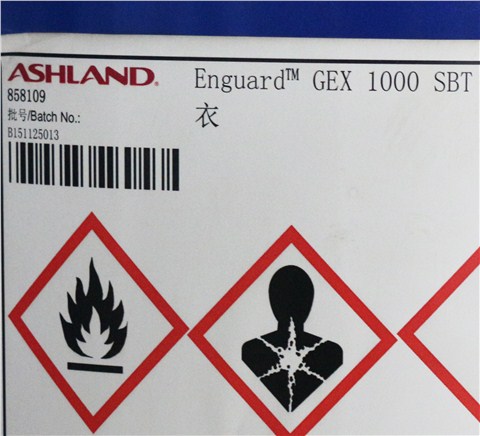 ASHLAND®
858109
批号/Batch No.:
B151125013
Enguard™ GEX 1000 SBT
衣